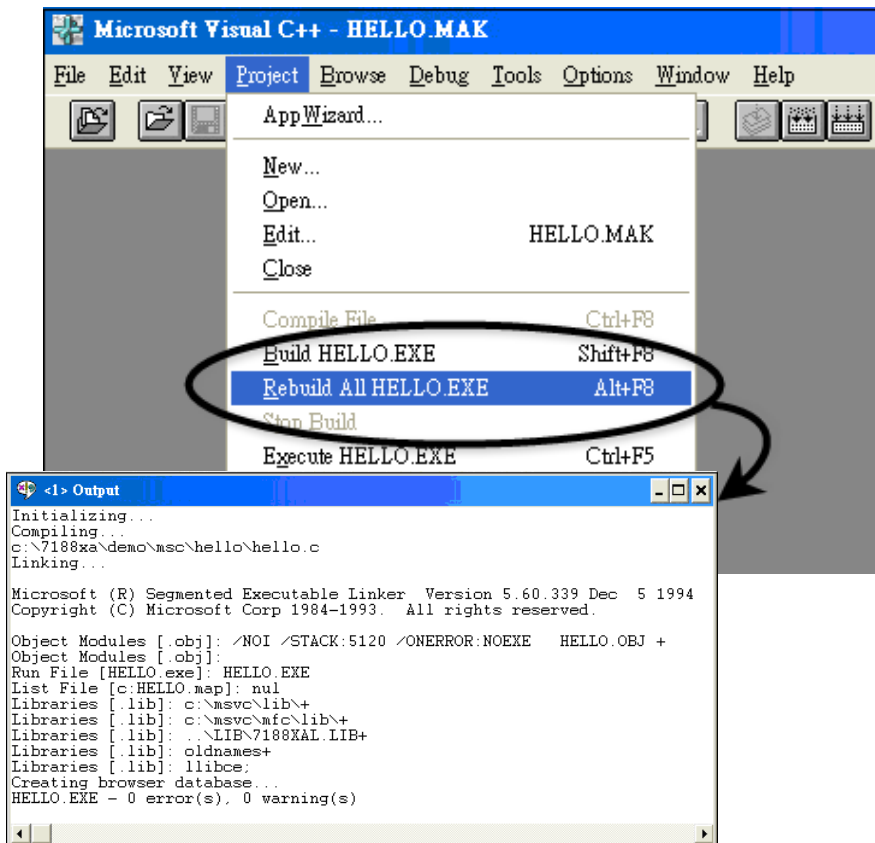 Microsoft Visual C++ - HELLO.MAK
File Edit View Project Browse Debug Tools Options Window Help
AppWizard...
New...
Open...
Edit... HELLO.MAK
Close
Compile File Ctrl+F8
Build HELLO.EXE Shift+F8
Rebuild All HELLO.EXE Alt+F8
Stop Build
Execute HELLO.EXE Ctrl+F5
<1> Output
Initializing...
Compiling...
c:\7188xa\demo\msc\hello\hello.c
Linking...
Microsoft (R) Segmented Executable Linker  Version 5.60.339 Dec  5 1994
Copyright (C) Microsoft Corp 1984-1993.  All rights reserved.
Object Modules [.obj]: /NOI /STACK:5120 /ONERROR:NOEXE   HELLO.OBJ +
Object Modules [.obj]:
Run File [HELLO.exe]: HELLO.EXE
List File [c:HELLO.map]: nul
Libraries [.lib]: c:\msvc\lib\+
Libraries [.lib]: c:\msvc\mfc\lib\+
Libraries [.lib]: ..\LIB\7188XAL.LIB+
Libraries [.lib]: oldnames+
Libraries [.lib]: llibce;
Creating browser database...
HELLO.EXE - 0 error(s), 0 warning(s)